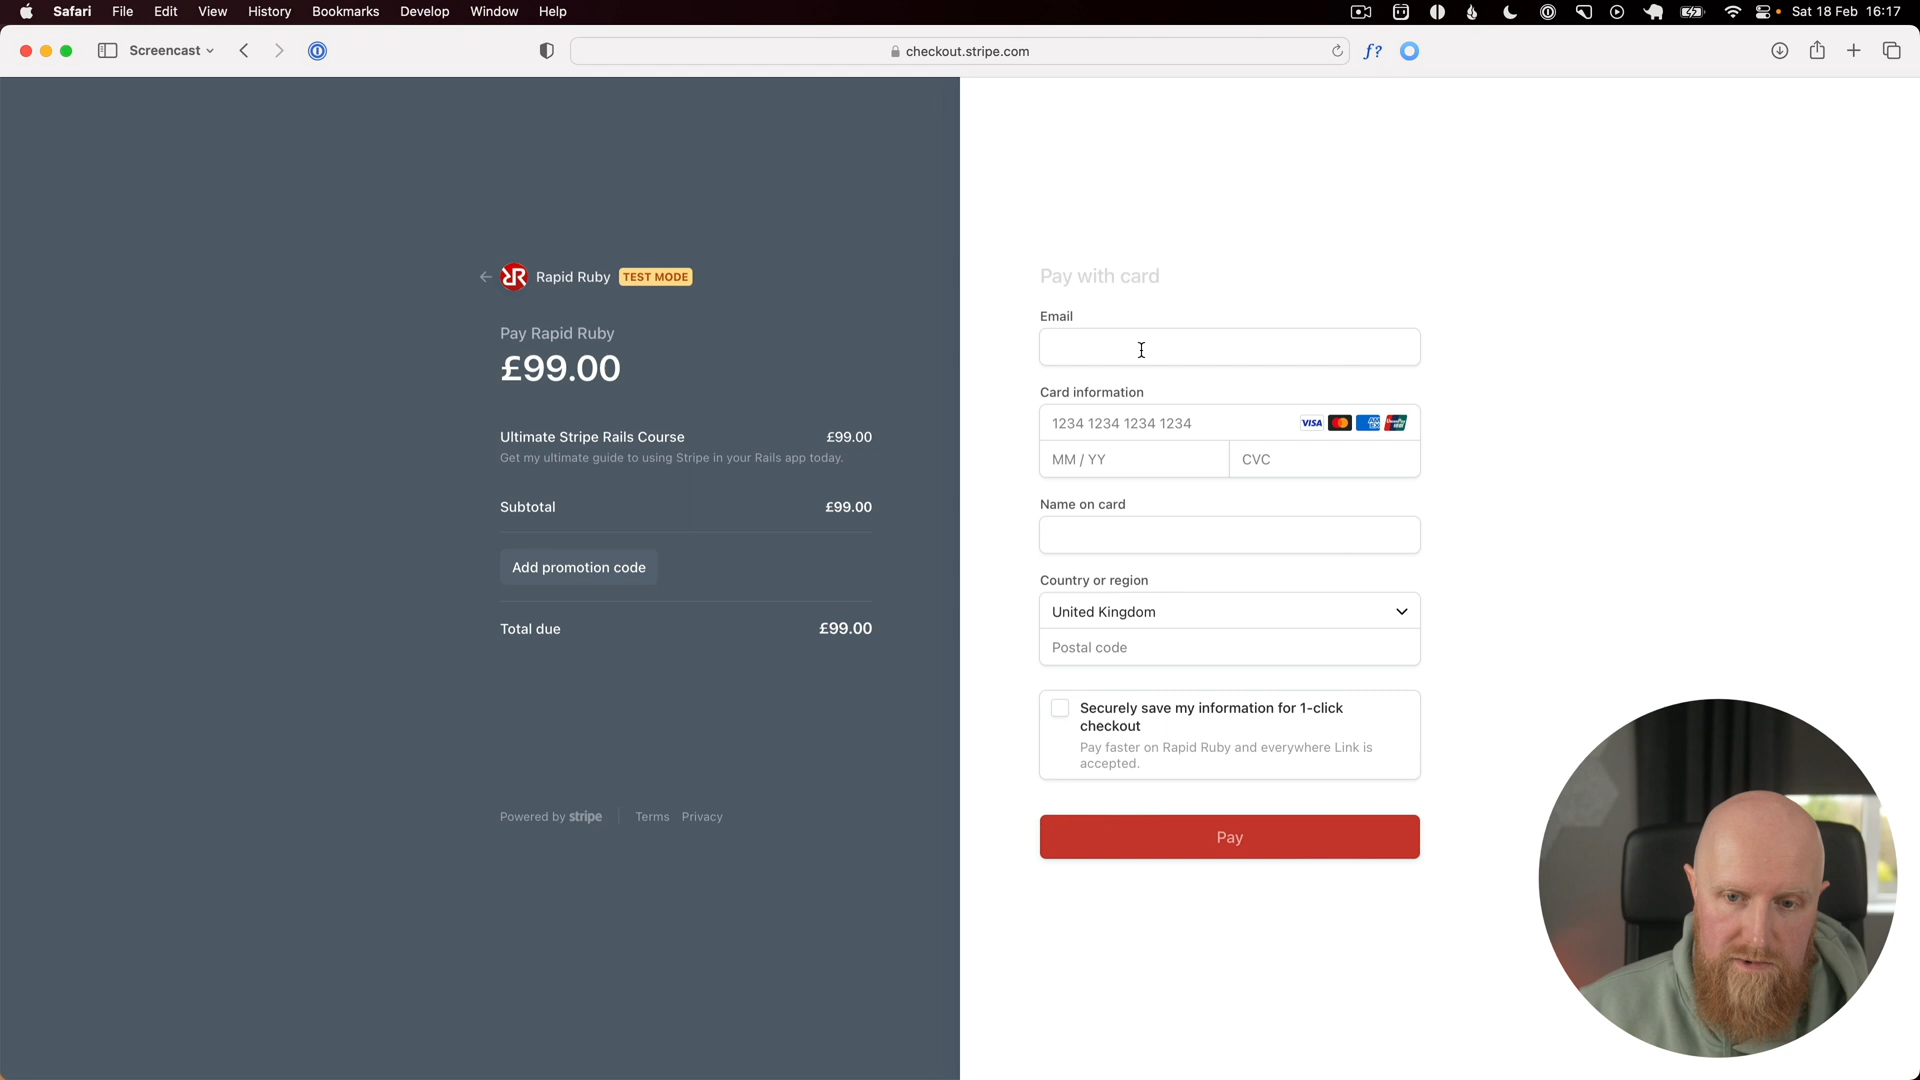 Safari File Edit View History Bookmarks Develop Window Help
Sat 18 Feb 16:17
Screencast
checkout.stripe.com
f?
Rapid Ruby TEST MODE
Pay Rapid Ruby
£99.00
Ultimate Stripe Rails Course £99.00
Get my ultimate guide to using Stripe in your Rails app today.
Subtotal £99.00
Add promotion code
Total due £99.00
Powered by stripe Terms Privacy
Pay with card
Email
Card information
1234 1234 1234 1234 VISA
MM / YY CVC
Name on card
Country or region
United Kingdom
Postal code
Securely save my information for 1-click
checkout
Pay faster on Rapid Ruby and everywhere Link is
accepted.
Pay